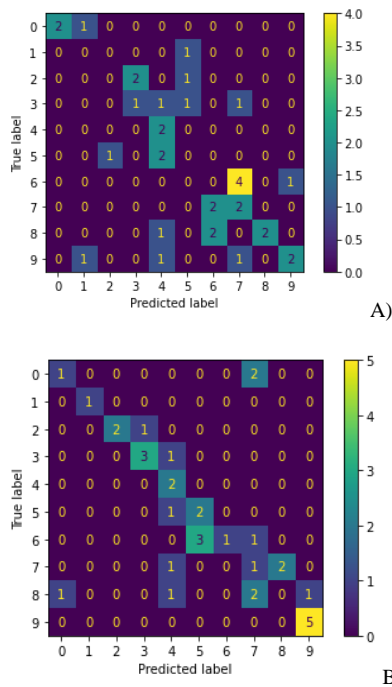 0 2 1 0 0 0 0 0 0 0 0 4.0
1 0 0 0 0 0 1 0 0 0 0 3.5
2 0 0 0 2 0 1 0 0 0 0 3.0
3 0 0 0 1 1 1 0 1 0 0 2.5
4 0 0 0 0 2 0 0 0 0 0 2.0
True label
5 0 0 1 0 2 0 0 0 0 0
6 0 0 0 0 0 0 0 4 0 1 1.5
7 0 0 0 0 0 0 2 2 0 0 1.0
8 0 0 0 0 1 0 2 0 2 0 0.5
9 0 1 0 0 1 0 0 1 0 2 0.0
0 1 2 3 4 5 6 7 8 9
Predicted label
A)
0 1 0 0 0 0 0 0 2 0 0 5
1 0 1 0 0 0 0 0 0 0 0
2 0 0 2 1 0 0 0 0 0 0 4
3 0 0 0 3 1 0 0 0 0 0
4 0 0 0 0 2 0 0 0 0 0 3
True label
5 0 0 0 0 1 2 0 0 0 0 2
6 0 0 0 0 0 3 1 1 0 0
7 0 0 0 0 1 0 0 1 2 0 1
8 1 0 0 0 1 0 0 2 0 1
9 0 0 0 0 0 0 0 0 0 5 0
0 1 2 3 4 5 6 7 8 9
Predicted label
B